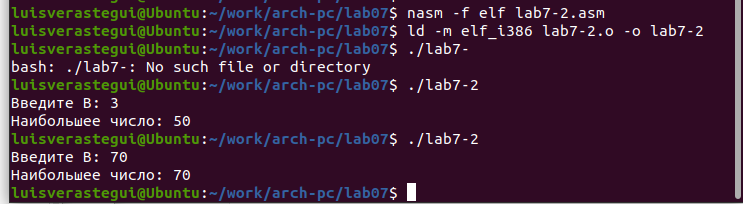 luisverastegui@Ubuntu:~/work/arch-pc/lab07$ nasm -f elf lab7-2.asm
luisverastegui@Ubuntu:~/work/arch-pc/lab07$ ld -m elf_i386 lab7-2.o -o lab7-2
luisverastegui@Ubuntu:~/work/arch-pc/lab07$ ./lab7-
bash: ./lab7-: No such file or directory
luisverastegui@Ubuntu:~/work/arch-pc/lab07$ ./lab7-2
Введите В: 3
Наибольшее число: 50
luisverastegui@Ubuntu:~/work/arch-pc/lab07$ ./lab7-2
Введите В: 70
Наибольшее число: 70
luisverastegui@Ubuntu:~/work/arch-pc/lab07$